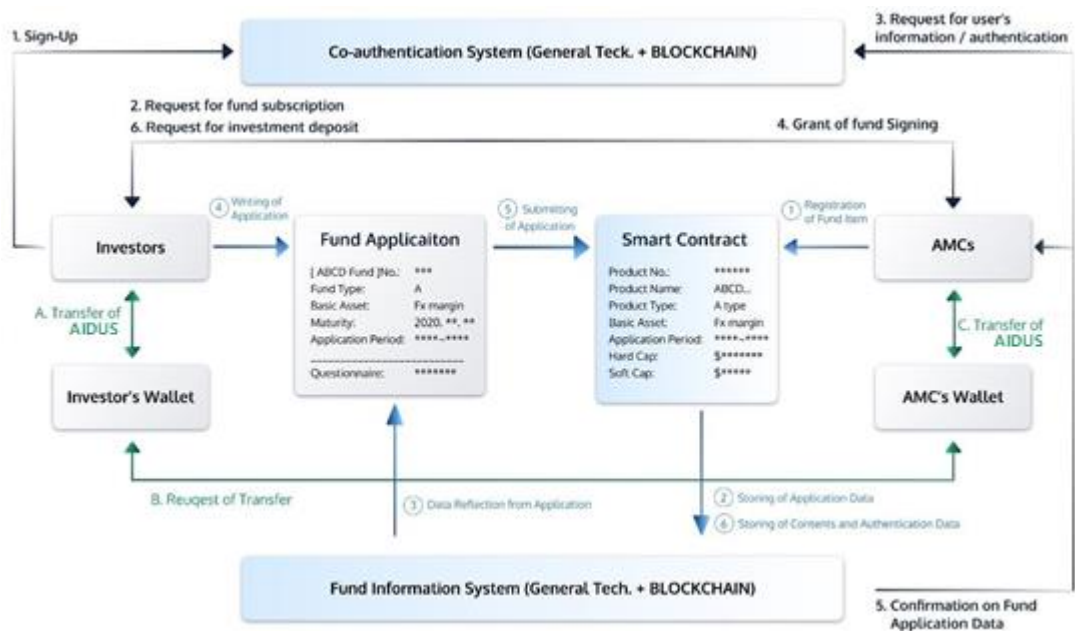 1. Sign-Up
Co-authentication System (General Teck. + BLOCKCHAIN)
3. Request for user's
information / authentication
2. Request for fund subscription
6. Request for investment deposit
4. Grant of fund Signing
Investors
4 Writing of
Application
Fund Applicaiton
[ ABCD Fund ]No.: ***
Fund Type: A
Basic Asset: Fx margin
Maturity: 2020. **. **
Application Period: ****~****
Questionnaire: *******
5 Submitting
of Application
Smart Contract
Product No.: ******
Product Name: ABCD...
Product Type: A type
Basic Asset: Fx margin
Application Period: ****~****
Hard Cap: $*******
Soft Cap: $*****
1 Registration
of Fund Item
AMCs
A. Transfer of
AIDUS
C. Transfer of
AIDUS
Investor's Wallet
AMC's Wallet
B. Reuqest of Transfer
3 Data Reflection from Application
2 Storing of Application Data
6 Storing of Contents and Authentication Data
Fund Information System (General Tech. + BLOCKCHAIN)
5. Confirmation on Fund
Application Data